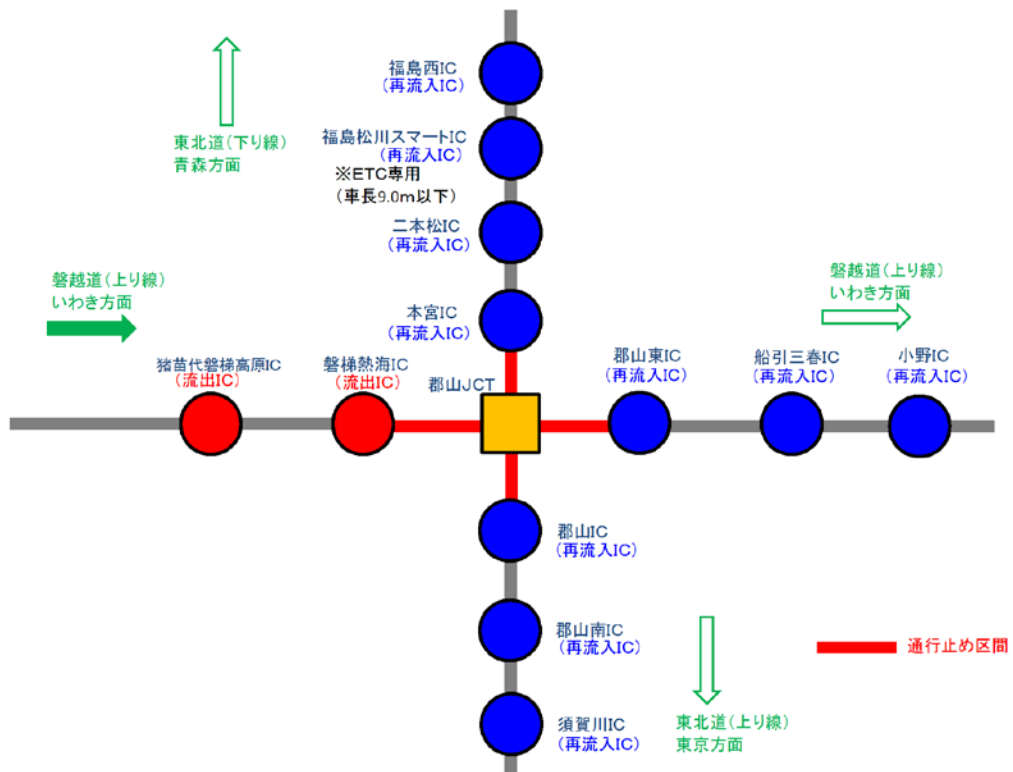 福島西IC
(再流入IC)
東北道(下り線)
青森方面
福島松川スマートIC
(再流入IC)
※ETC専用
(車長9.0m以下)
二本松IC
(再流入IC)
磐越道(上り線)
いわき方面
磐越道(上り線)
いわき方面
本宮IC
(再流入IC)
猪苗代磐梯高原IC
(流出IC)
磐梯熱海IC
(流出IC)
郡山JCT
郡山東IC
(再流入IC)
船引三春IC
(再流入IC)
小野IC
(再流入IC)
郡山IC
(再流入IC)
郡山南IC
(再流入IC)
通行止め区間
須賀川IC
(再流入IC)
東北道(上り線)
東京方面